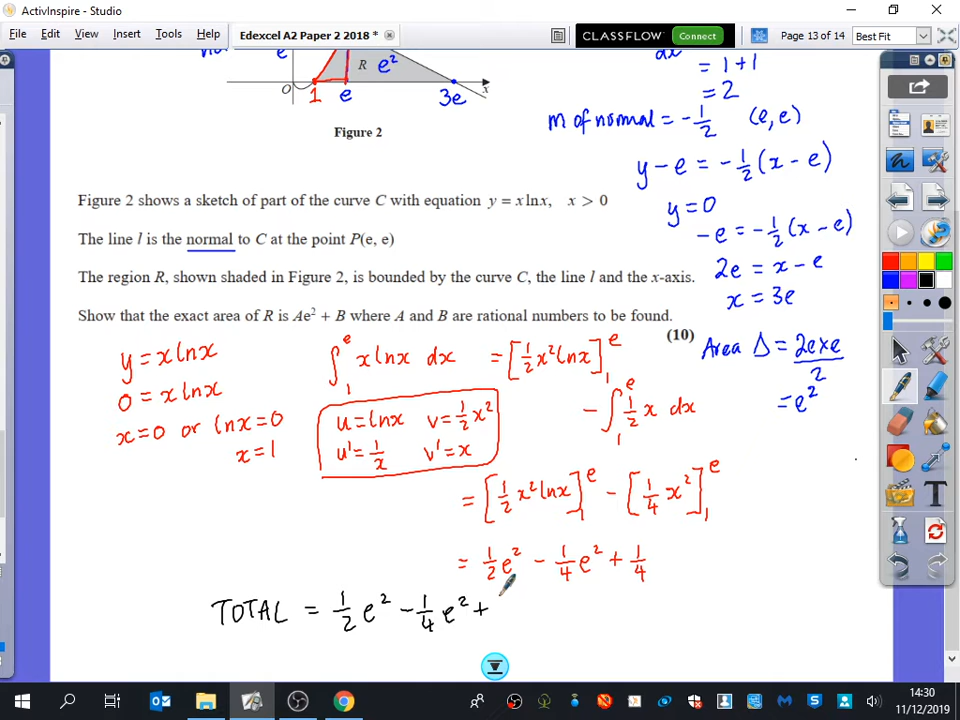 ActivInspire
File Edit View Insert Tools Help Edexcel A2 Paper 2 2018 * CLASSFLOW Connect Page 13 of 14 Best Fit
e
R e²
O 1 e 3e x
Figure 2
Figure 2 shows a sketch of part of the curve C with equation y = x ln x, x > 0
The line l is the normal to C at the point P(e, e)
The region R, shown shaded in Figure 2, is bounded by the curve C, the line l and the x-axis.
Show that the exact area of R is Ae² + B where A and B are rational numbers to be found.
(10)
= 1+1
= 2
m of normal = -1/2 (e, e)
y - e = -1/2 (x - e)
y = 0
-e = -1/2 (x - e)
2e = x - e
x = 3e
Area Δ = 2e×e/2
= e²
y = x ln x
0 = x ln x
x=0 or ln x=0
x=1
∫₁ᵉ x ln x dx = [1/2 x² ln x]₁ᵉ
- ∫₁ᵉ 1/2 x dx
u = ln x v = 1/2 x²
u' = 1/x v' = x
= [1/2 x² ln x]₁ᵉ - [1/4 x²]₁ᵉ
= 1/2 e² - 1/4 e² + 1/4
TOTAL = 1/2 e² - 1/4 e² +
14:30
11/12/2019